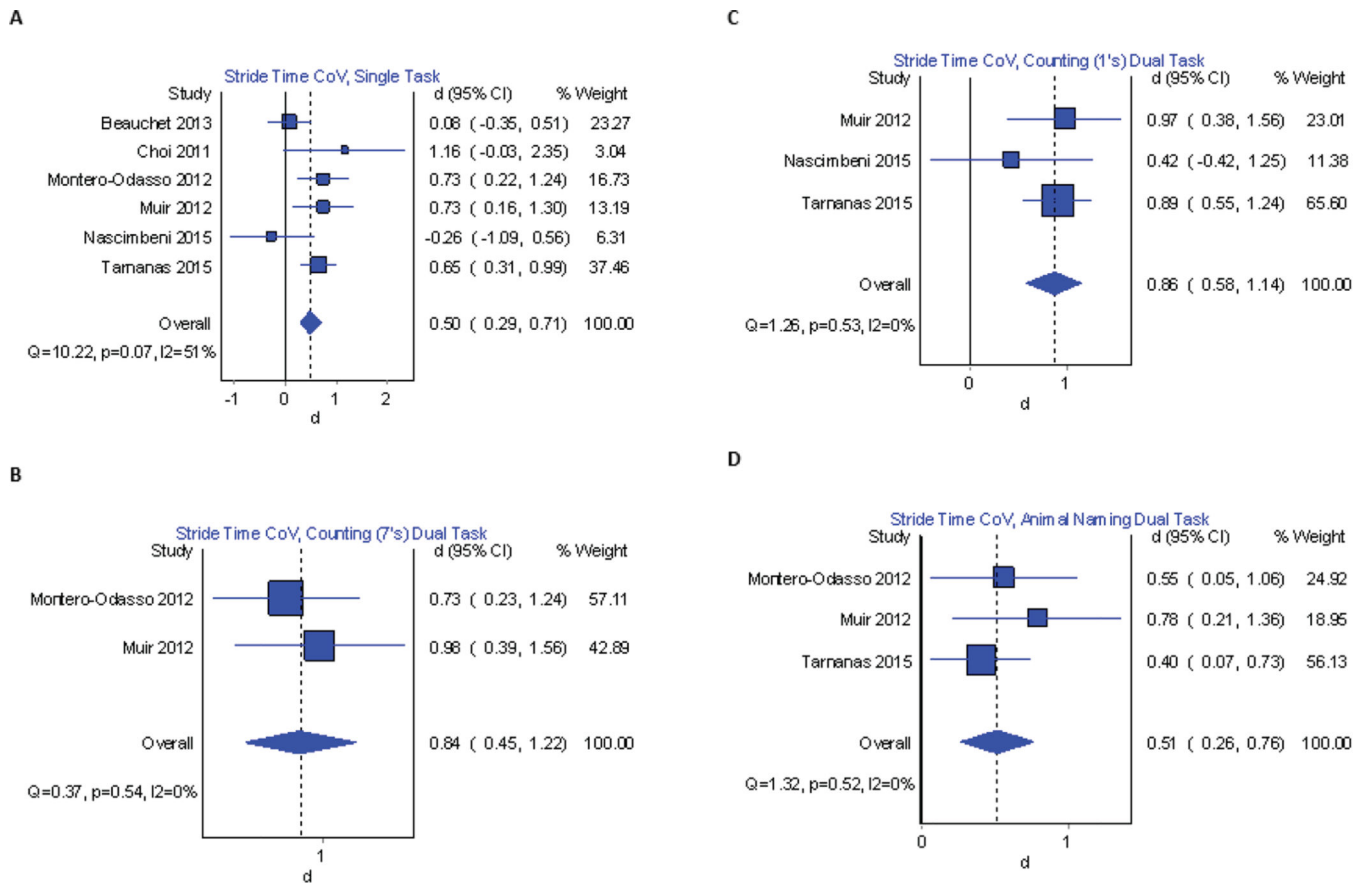 A
Stride Time CoV, Single Task
Study d (95% CI) % Weight
Beauchet 2013 0.08 (-0.35, 0.51) 23.27
Choi 2011 1.16 (-0.03, 2.35) 3.04
Montero-Odasso 2012 0.73 ( 0.22, 1.24) 16.73
Muir 2012 0.73 ( 0.16, 1.30) 13.19
Nascimbeni 2015 -0.26 ( -1.09, 0.56) 6.31
Tarnanas 2015 0.65 ( 0.31, 0.99) 37.46
Overall 0.50 ( 0.29, 0.71) 100.00
Q=10.22, p=0.07, I2=51%
-1 0 1 2
d
B
Stride Time CoV, Counting (7's) Dual Task
Study d (95% CI) % Weight
Montero-Odasso 2012 0.73 ( 0.23, 1.24) 57.11
Muir 2012 0.98 ( 0.39, 1.56) 42.89
Overall 0.84 ( 0.45, 1.22) 100.00
Q=0.37, p=0.54, I2=0%
1
d
C
Stride Time CoV, Counting (1's) Dual Task
Study d (95% CI) % Weight
Muir 2012 0.97 ( 0.38, 1.56) 23.01
Nascimbeni 2015 0.42 ( -0.42, 1.25) 11.38
Tarnanas 2015 0.89 ( 0.55, 1.24) 65.60
Overall 0.86 ( 0.58, 1.14) 100.00
Q=1.26, p=0.53, I2=0%
0 1
d
D
Stride Time CoV, Animal Naming Dual Task
Study d (95% CI) % Weight
Montero-Odasso 2012 0.55 ( 0.05, 1.06) 24.92
Muir 2012 0.78 ( 0.21, 1.36) 18.95
Tarnanas 2015 0.40 ( 0.07, 0.73) 56.13
Overall 0.51 ( 0.26, 0.76) 100.00
Q=1.32, p=0.52, I2=0%
0 1
d